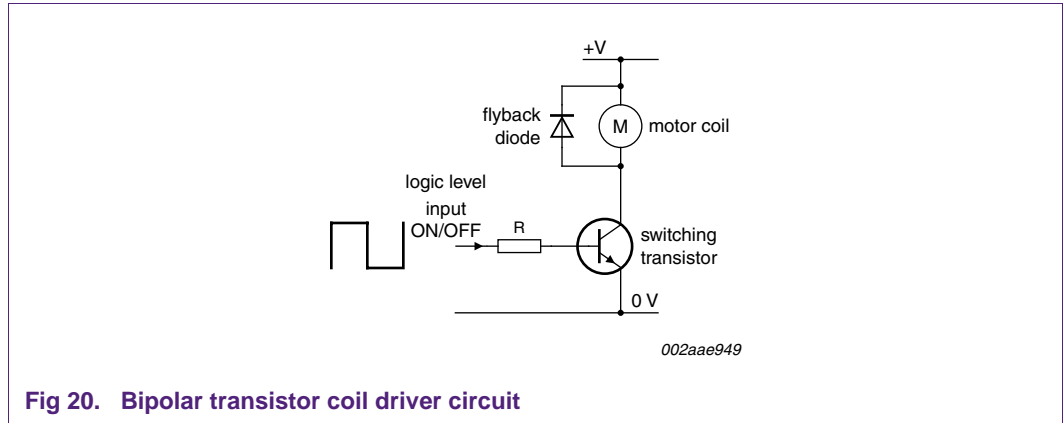 +V
flyback
diode
M
motor coil
logic level
input
ON/OFF
R
switching
transistor
0 V
002aae949
Fig 20. Bipolar transistor coil driver circuit